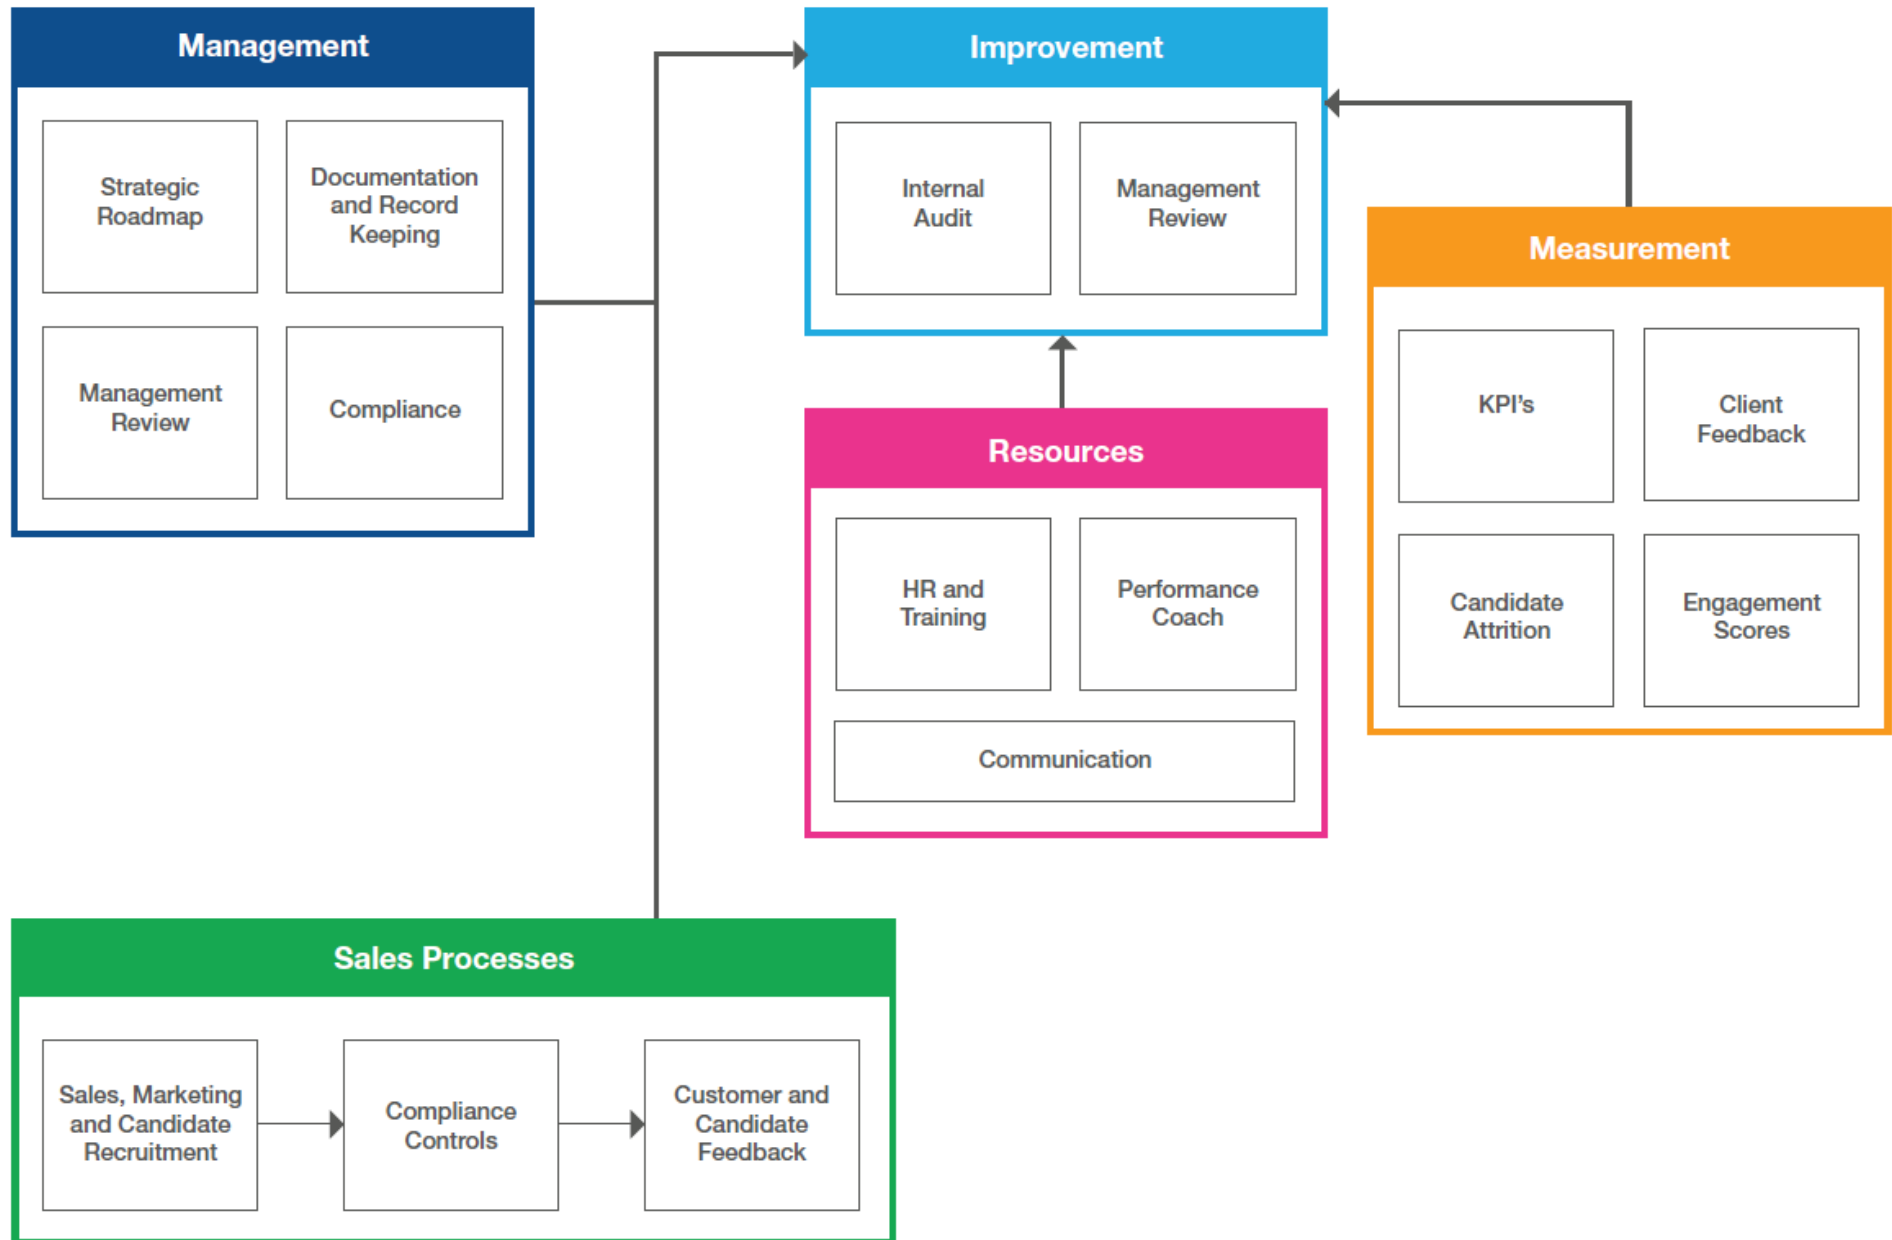 Management
Strategic
Roadmap
Documentation
and Record
Keeping
Management
Review
Compliance
Improvement
Internal
Audit
Management
Review
Measurement
KPI's
Client
Feedback
Candidate
Attrition
Engagement
Scores
Resources
HR and
Training
Performance
Coach
Communication
Sales Processes
Sales, Marketing
and Candidate
Recruitment
Compliance
Controls
Customer and
Candidate
Feedback